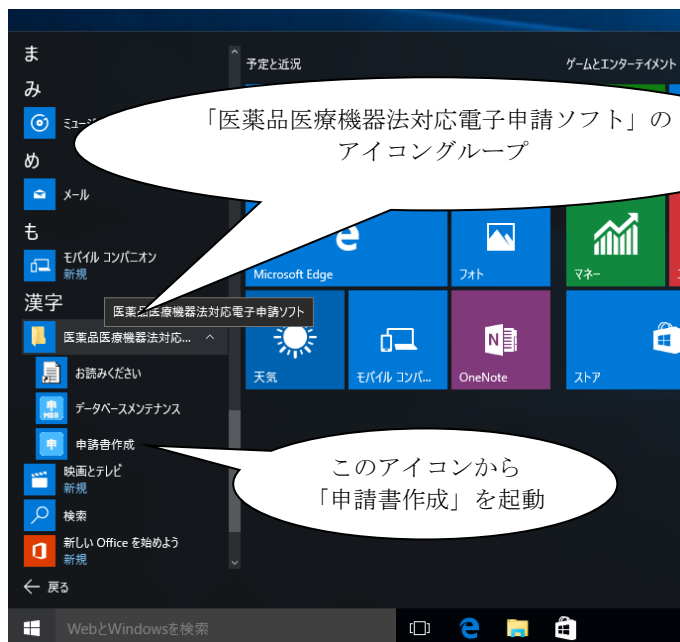 ま
み
め
メール
も
モバイル コンパニオン
新規
漢字
医薬品医療機器法対応電子申請ソフト
医薬品医療機器法対応...
お読みください
データベースメンテナンス
申請書作成
映画とテレビ
新規
検索
新しい Office を始めよう
新規
戻る
WebとWindowsを検索
予定と近況
ゲームとエンターテイメント
「医薬品医療機器法対応電子申請ソフト」の
アイコングループ
Microsoft Edge
フォト
マネー
天気
モバイル コンパ...
OneNote
ストア
このアイコンから
「申請書作成」を起動